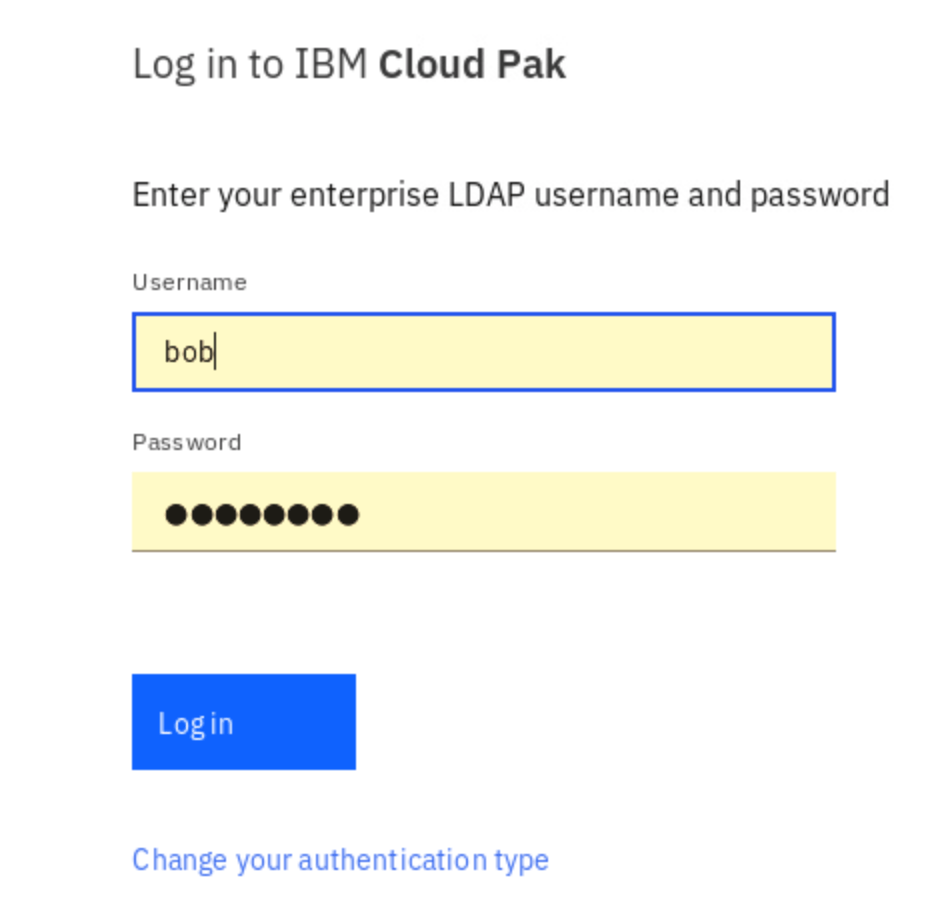 Log in to IBM Cloud Pak
Enter your enterprise LDAP username and password
Username
bob
Password
●●●●●●●●
Log in
Change your authentication type